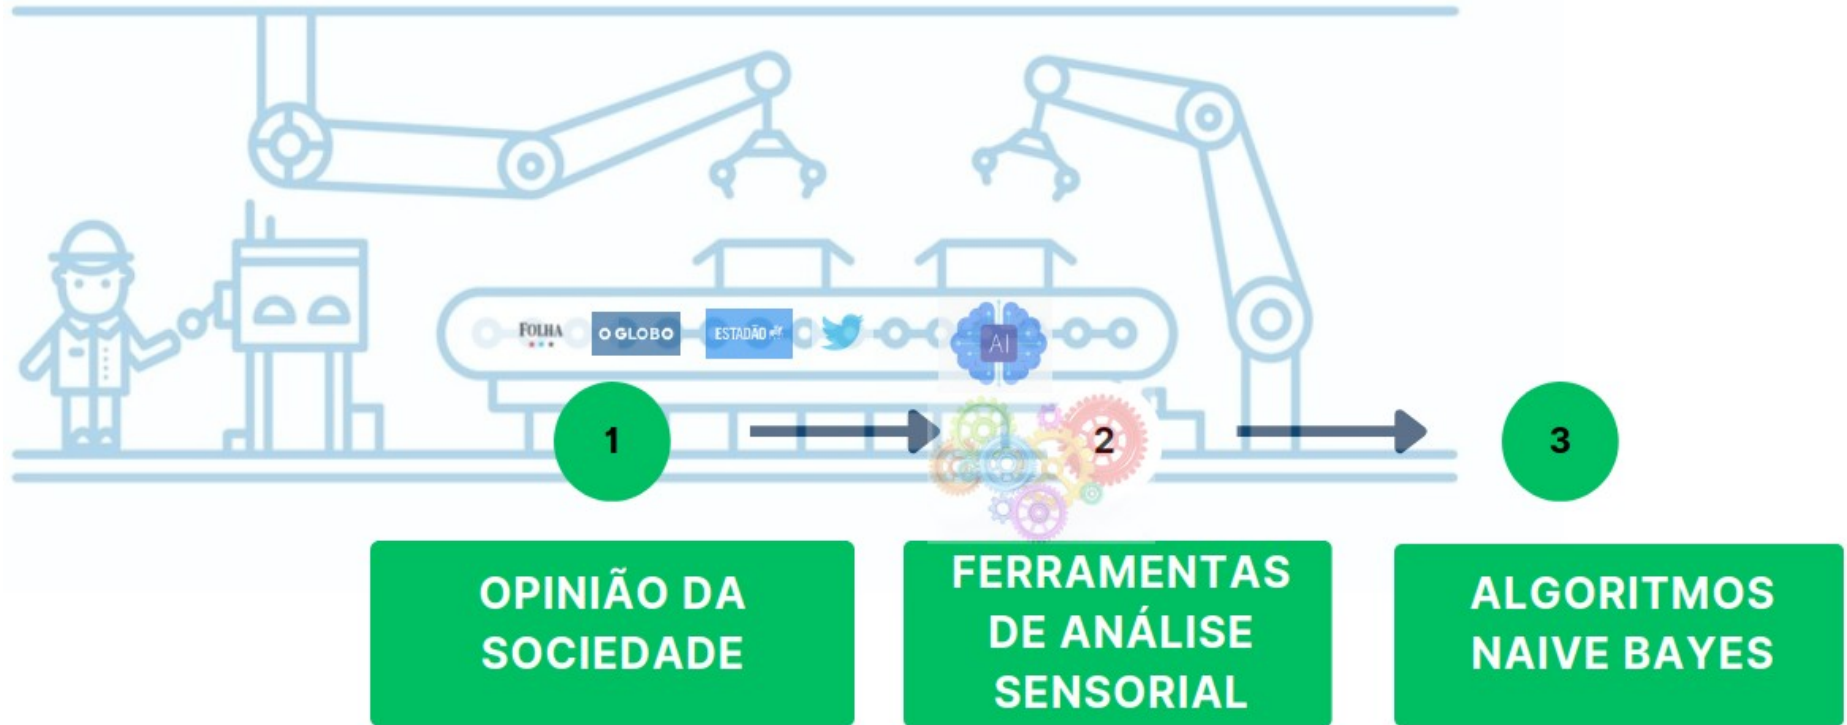 FOLHA
O GLOBO
ESTADÃO
AI
1
2
3
OPINIÃO DA
SOCIEDADE
FERRAMENTAS
DE ANÁLISE
SENSORIAL
ALGORITMOS
NAIVE BAYES